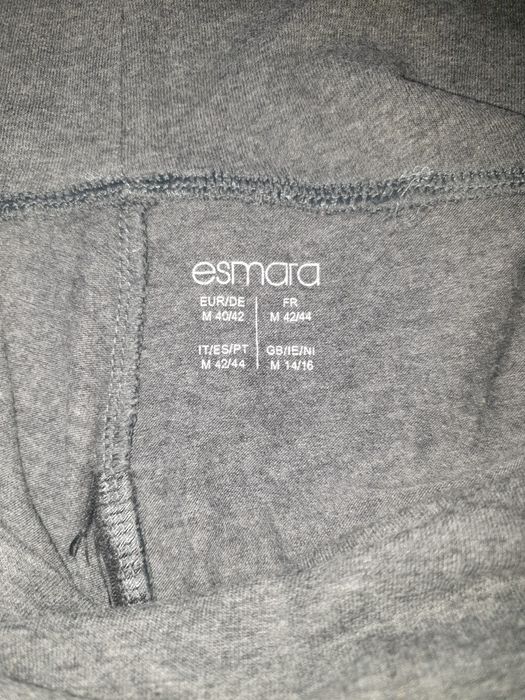 esmara
EUR/DE
M 40/42
FR
M 42/44
IT/ES/PT
M 42/44
GB/IE/NI
M 14/16